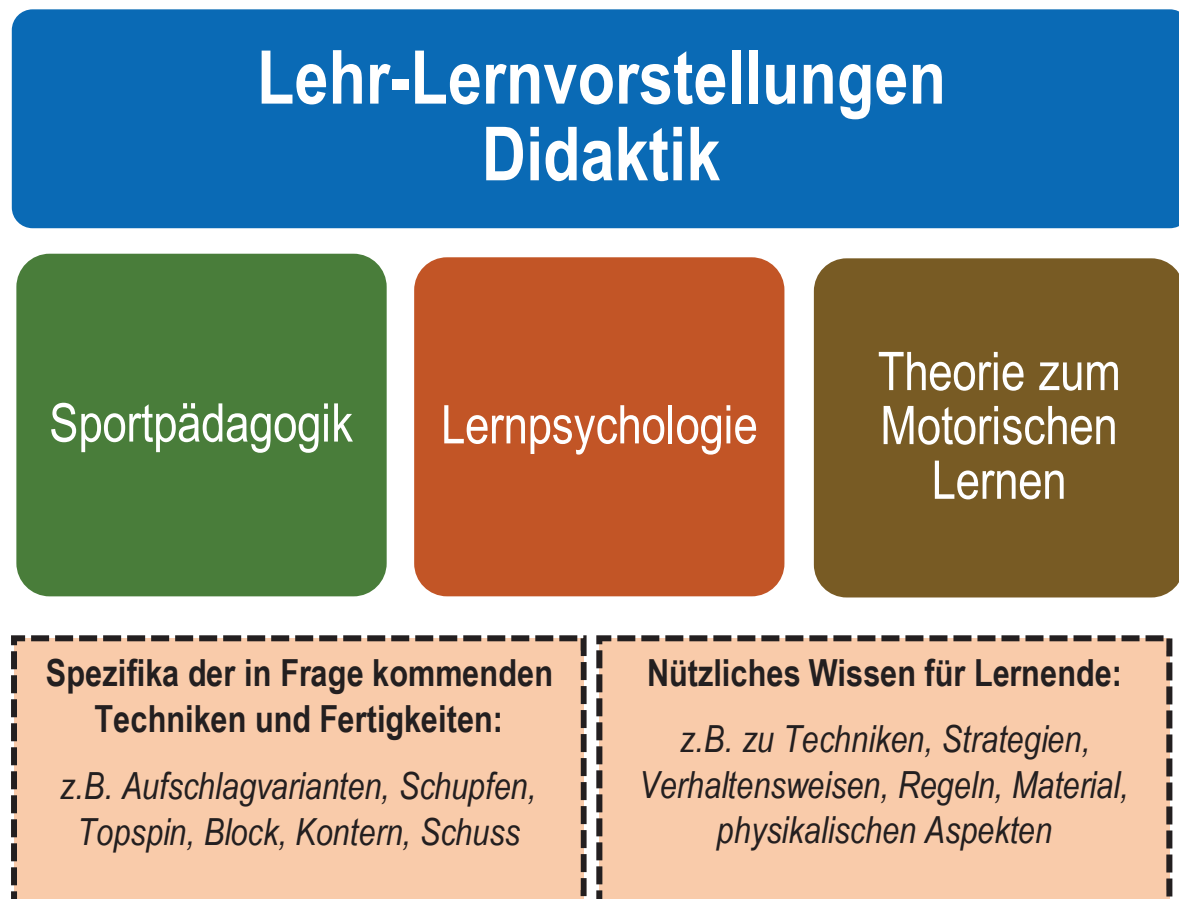 Lehr-Lernvorstellungen
Didaktik
Sportpädagogik
Lernpsychologie
Theorie zum
Motorischen
Lernen
Spezifika der in Frage kommenden
Techniken und Fertigkeiten:
z.B. Aufschlagvarianten, Schupfen,
Topspin, Block, Kontern, Schuss
Nützliches Wissen für Lernende:
z.B. zu Techniken, Strategien,
Verhaltensweisen, Regeln, Material,
physikalischen Aspekten